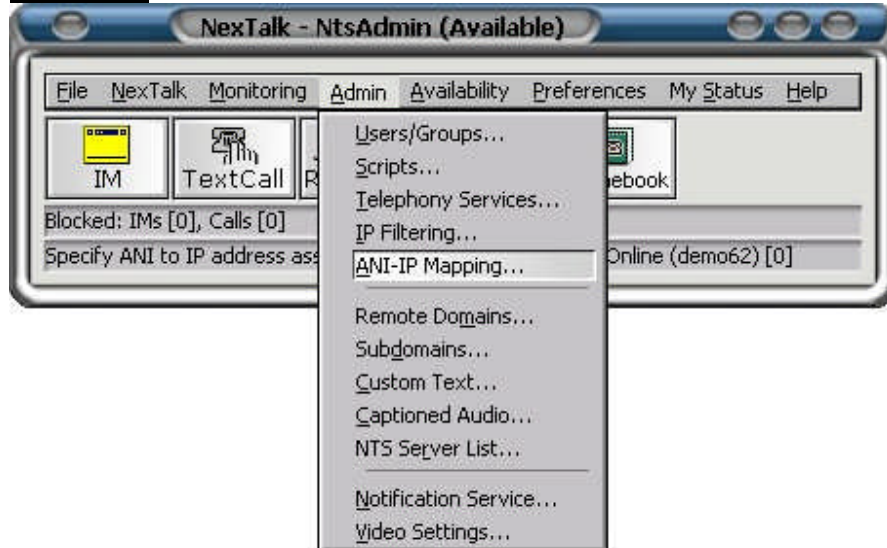 NexTalk - NtsAdmin (Available)
File NexTalk Monitoring Admin Availability Preferences My Status Help
IM TextCall
Blocked: IMs [0], Calls [0]
Specify ANI to IP address Online (demo62) [0]
Users/Groups...
Scripts...
Telephony Services...
IP Filtering...
ANI-IP Mapping...
Remote Domains...
Subdomains...
Custom Text...
Captioned Audio...
NTS Server List...
Notification Service...
Video Settings...